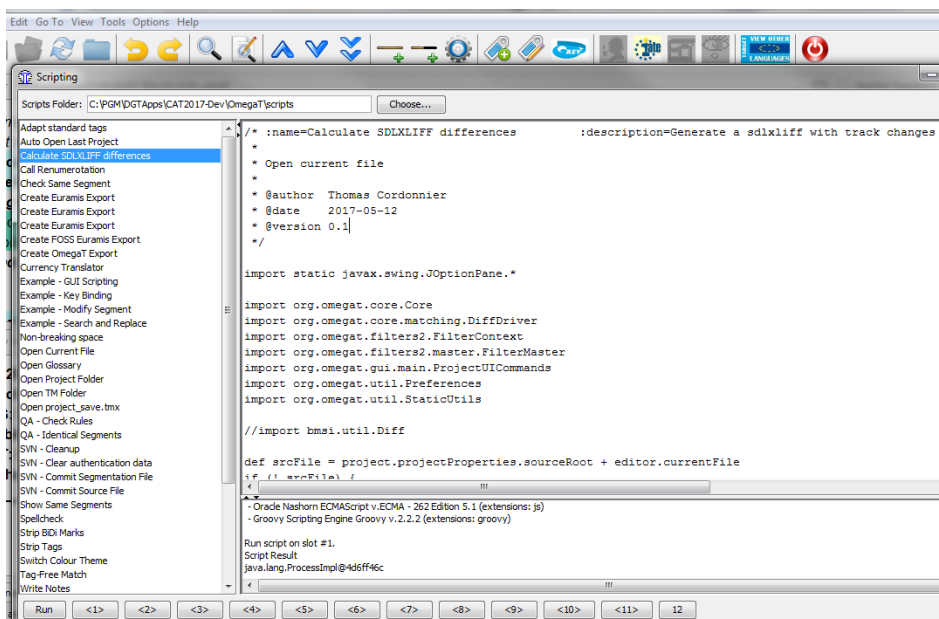 Edit Go To View Tools Options Help
VIEW OTHER
LANGUAGES
Scripting
Scripts Folder: C:\PGM\DGTApps\CAT2017-Dev\OmegaT\scripts Choose...
Adapt standard tags
Auto Open Last Project
Calculate SDLXLIFF differences
Call Renumerotation
Check Same Segment
Create Euramis Export
Create Euramis Export
Create Euramis Export
Create FOSS Euramis Export
Create OmegaT Export
Currency Translator
Example - GUI Scripting
Example - Key Binding
Example - Modify Segment
Example - Search and Replace
Non-breaking space
Open Current File
Open Glossary
Open Project Folder
Open TM Folder
Open project_save.tmx
QA - Check Rules
QA - Identical Segments
SVN - Cleanup
SVN - Clear authentication data
SVN - Commit Segmentation File
SVN - Commit Source File
Show Same Segments
Spellcheck
Strip BiDi Marks
Strip Tags
Switch Colour Theme
Tag-Free Match
Write Notes
/* :name=Calculate SDLXLIFF differences :description=Generate a sdlxliff with track changes
*
* Open current file
*
* @author Thomas Cordonnier
* @date 2017-05-12
* @version 0.1
*/
import static javax.swing.JOptionPane.*
import org.omegat.core.Core
import org.omegat.core.matching.DiffDriver
import org.omegat.filters2.FilterContext
import org.omegat.filters2.master.FilterMaster
import org.omegat.gui.main.ProjectUICommands
import org.omegat.util.Preferences
import org.omegat.util.StaticUtils
//import bmsi.util.Diff
def srcFile = project.projectProperties.sourceRoot + editor.currentFile
if (! srcFile) {
- Oracle Nashorn ECMAScript v.ECMA - 262 Edition 5.1 (extensions: js)
- Groovy Scripting Engine Groovy v.2.2.2 (extensions: groovy)
Run script on slot #1.
Script Result
java.lang.ProcessImpl@4d6ff46c
Run <1> <2> <3> <4> <5> <6> <7> <8> <9> <10> <11> 12